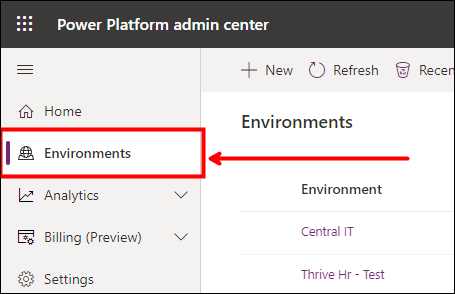 Power Platform admin center
New Refresh Recen
Home
Environments
Analytics
Billing (Preview)
Settings
Environments
Environment
Central IT
Thrive Hr - Test